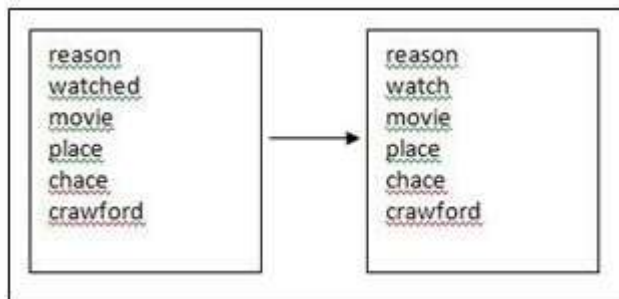 reason
watched
movie
place
chace
crawford
reason
watch
movie
place
chace
crawford